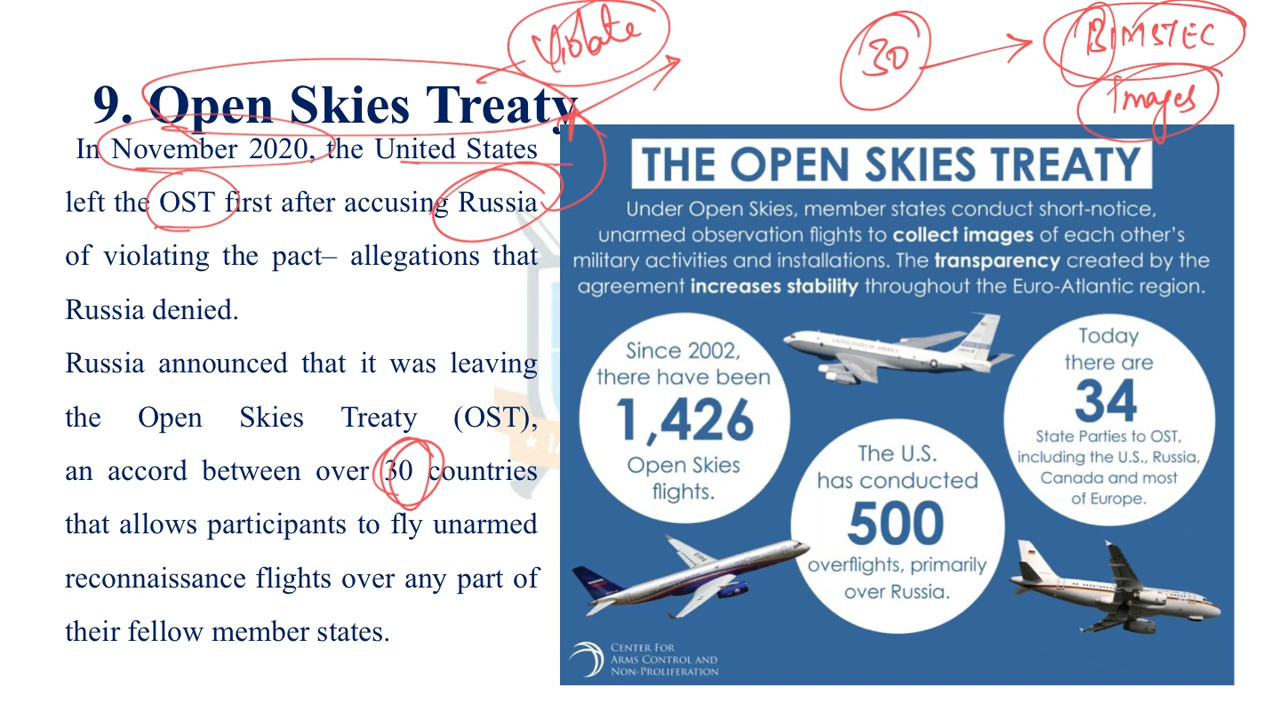 Violate
30
BIMSTEC
Images
9. Open Skies Treaty
In November 2020, the United States
left the OST first after accusing Russia
of violating the pact– allegations that
Russia denied.
Russia announced that it was leaving
the Open Skies Treaty (OST),
an accord between over 30 countries
that allows participants to fly unarmed
reconnaissance flights over any part of
their fellow member states.
THE OPEN SKIES TREATY
Under Open Skies, member states conduct short-notice,
unarmed observation flights to collect images of each other's
military activities and installations. The transparency created by the
agreement increases stability throughout the Euro-Atlantic region.
Since 2002,
there have been
1,426
Open Skies
flights.
The U.S.
has conducted
500
overflights, primarily
over Russia.
Today
there are
34
State Parties to OST,
including the U.S., Russia,
Canada and most
of Europe.
CENTER FOR
ARMS CONTROL AND
NON-PROLIFERATION